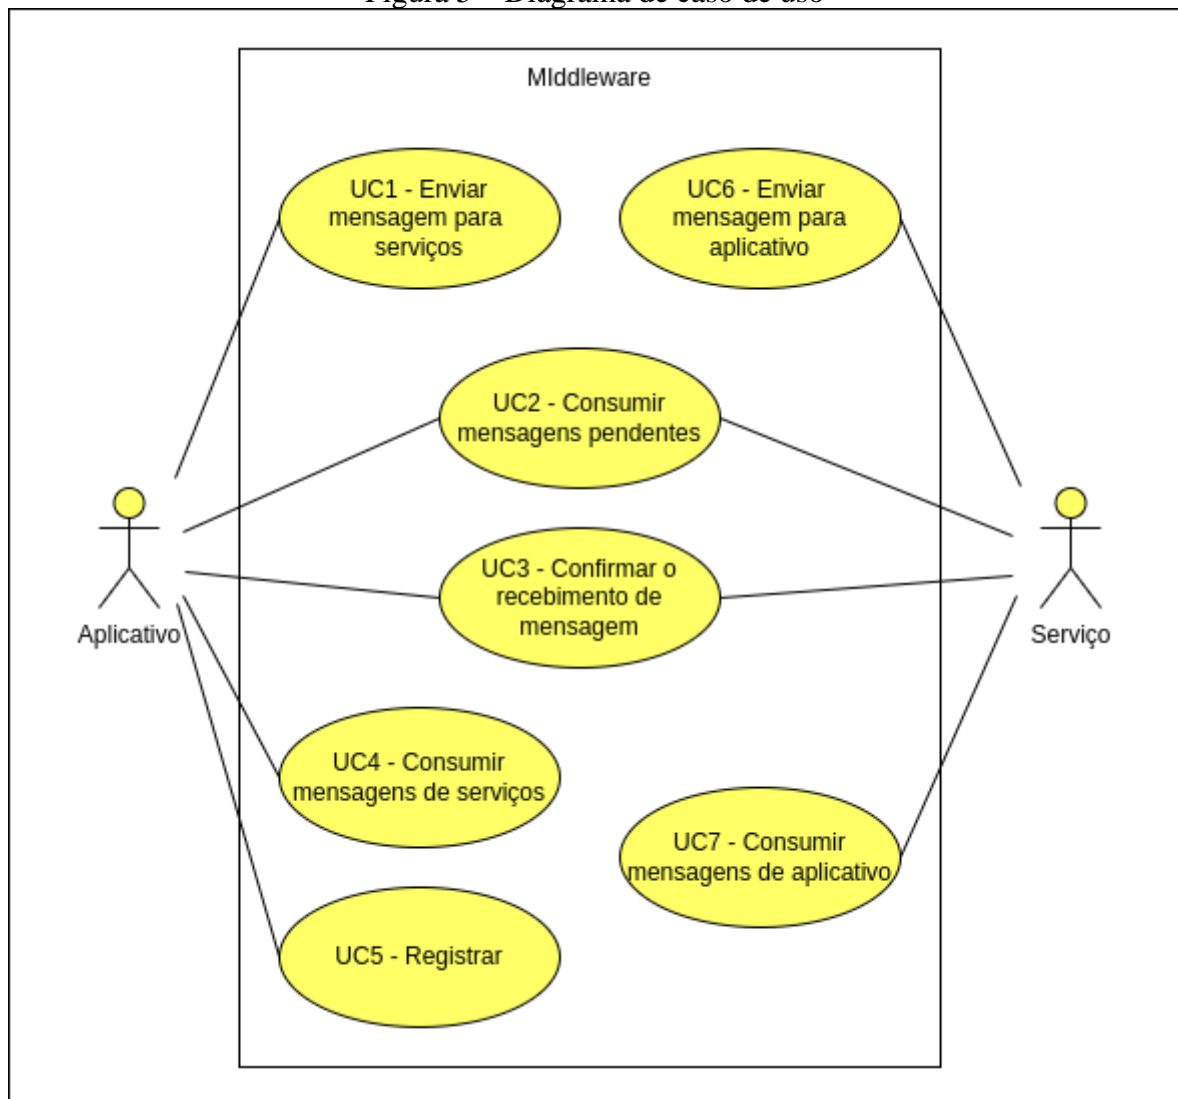 Figura 3 – Diagrama de caso de uso
MIddleware
UC1 - Enviar
mensagem para
serviços
UC6 - Enviar
mensagem para
aplicativo
UC2 - Consumir
mensagens pendentes
UC3 - Confirmar o
recebimento de
mensagem
Aplicativo
Serviço
UC4 - Consumir
mensagens de serviços
UC7 - Consumir
mensagens de aplicativo
UC5 - Registrar